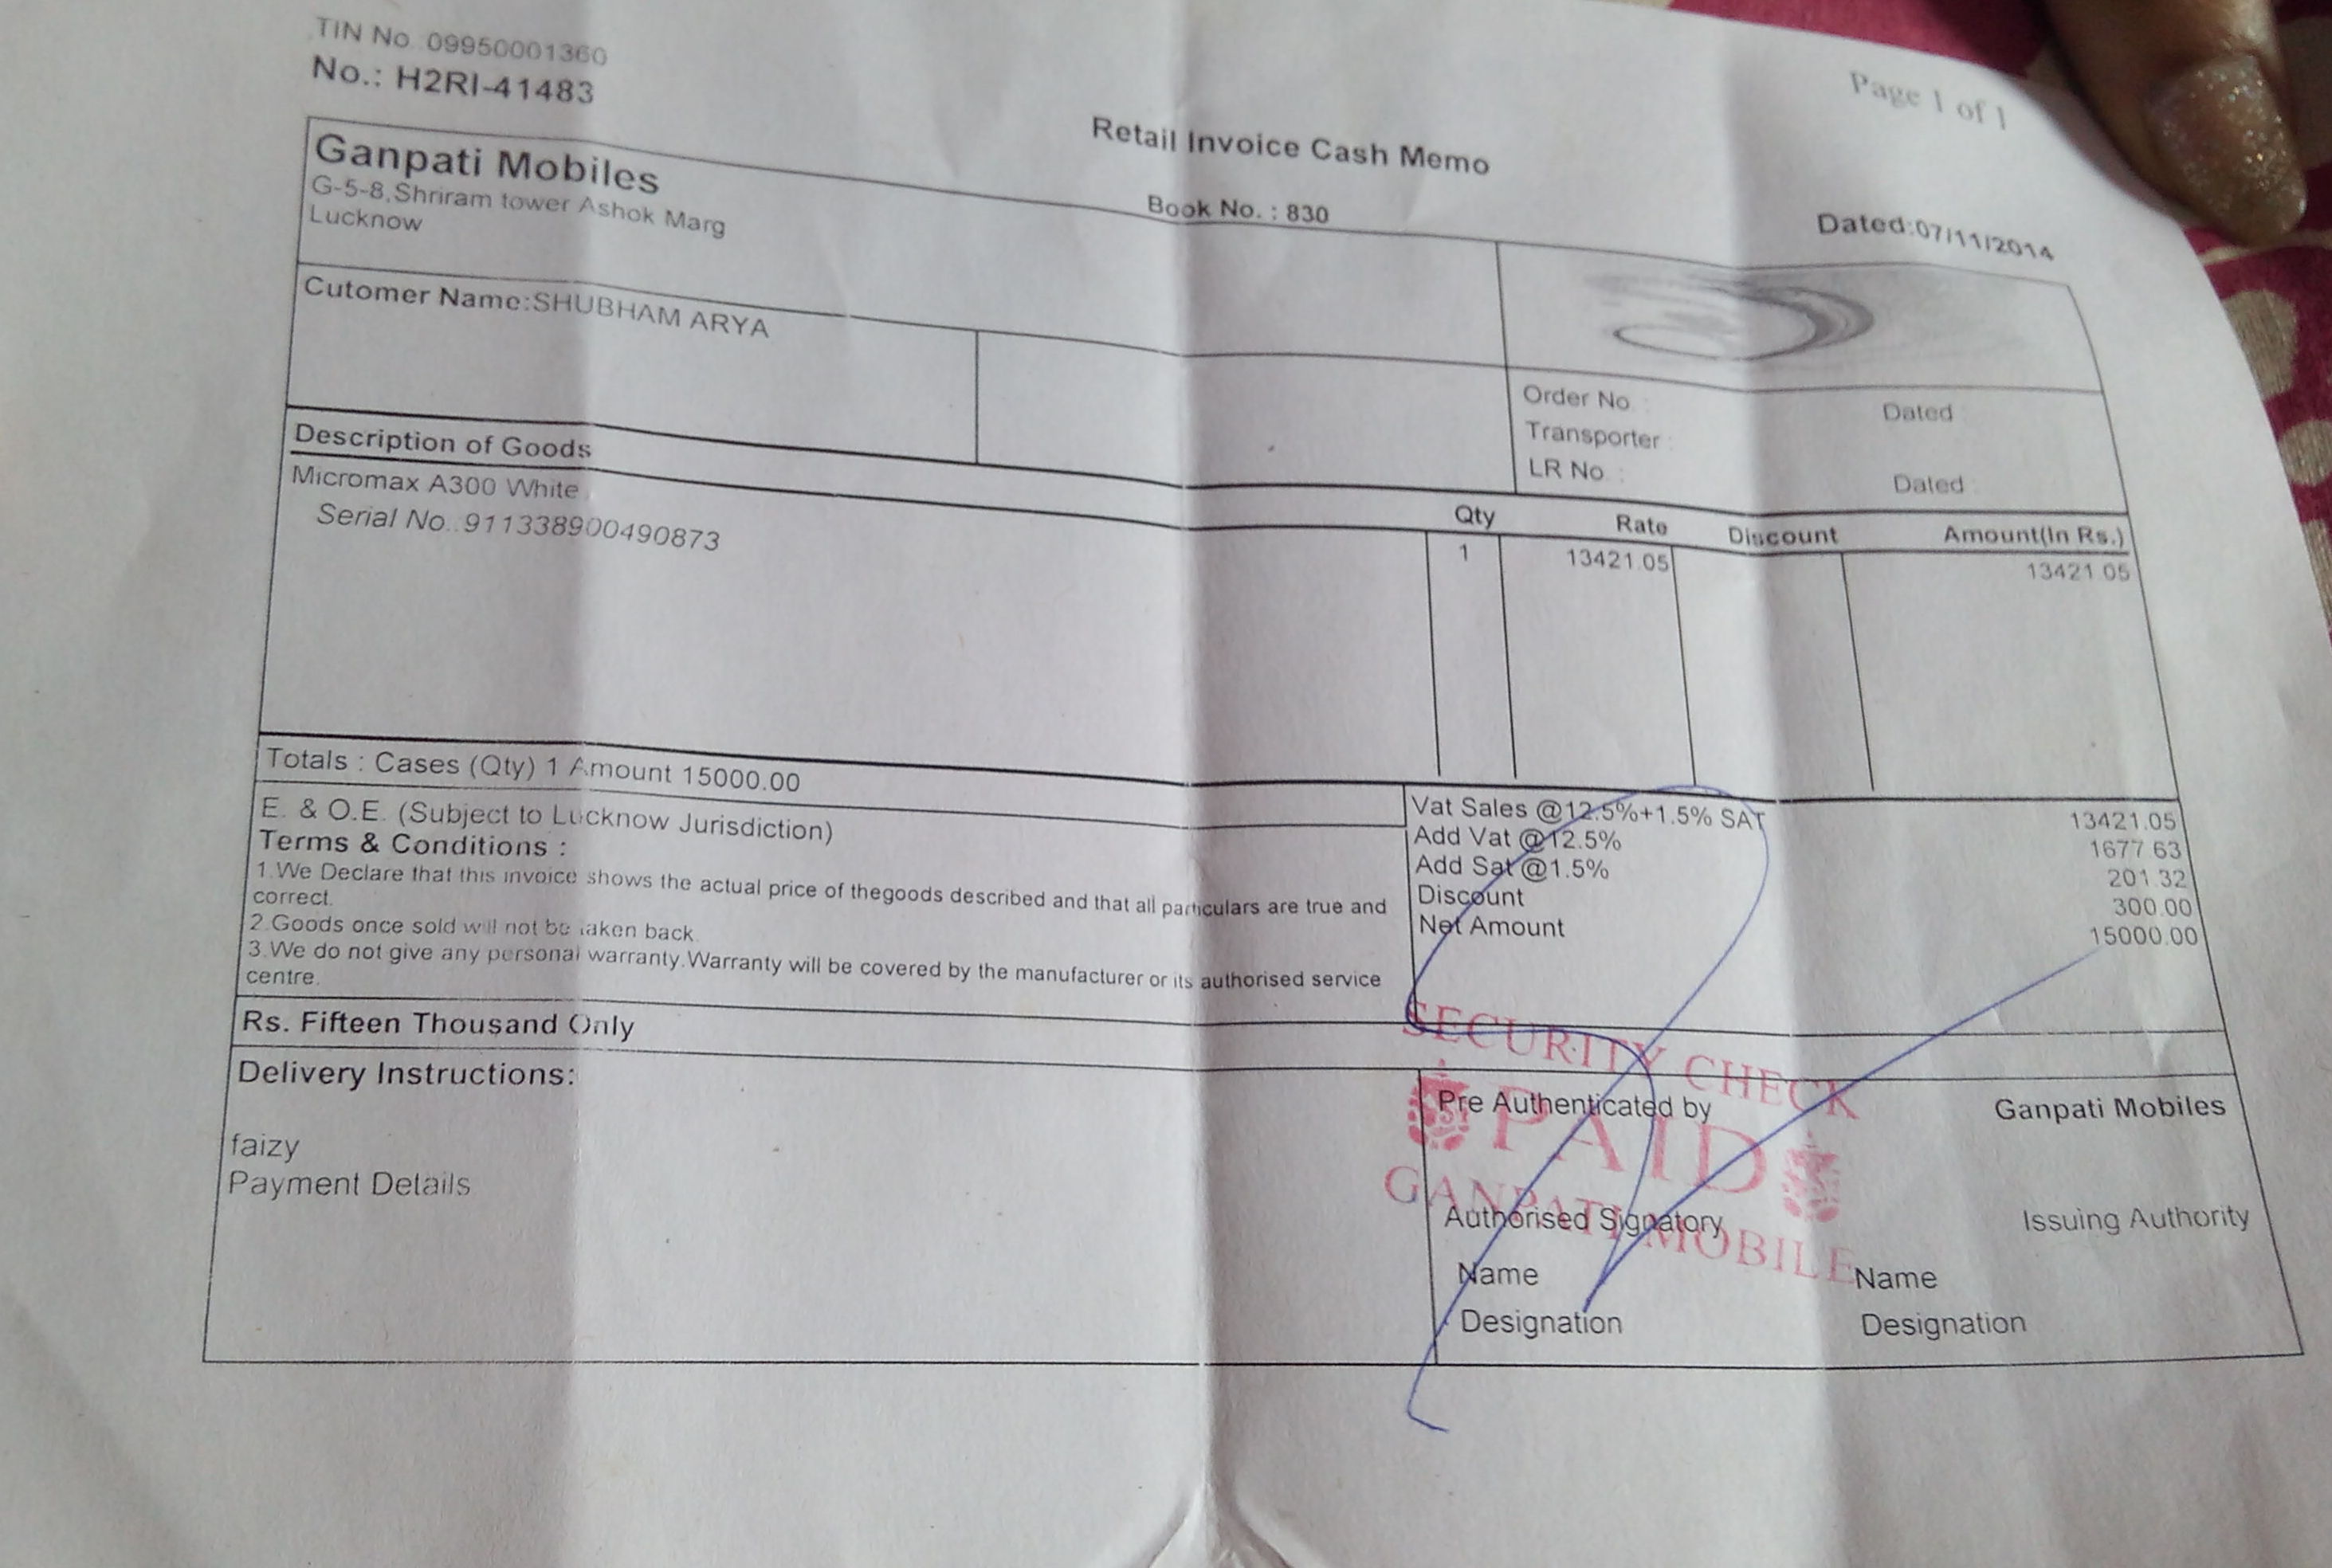 TIN No. 09950001360
No.: H2RI-41483
Page 1 of 1
Retail Invoice Cash Memo
Book No. : 830
Dated:07/11/2014
Ganpati Mobiles
G-5-8,Shriram tower Ashok Marg
Lucknow
Cutomer Name:SHUBHAM ARYA
Order No :
Dated
Transporter :
LR No. :
Dated
Description of Goods
Qty Rate Discount Amount(In Rs.)
Micromax A300 White
1 13421.05 13421.05
Serial No.:911338900490873
Totals : Cases (Qty) 1 Amount 15000.00
E. & O.E. (Subject to Lucknow Jurisdiction)
Terms & Conditions :
1.We Declare that this invoice shows the actual price of thegoods described and that all particulars are true and
correct.
2.Goods once sold will not be taken back.
3.We do not give any personal warranty.Warranty will be covered by the manufacturer or its authorised service
centre.
Vat Sales @12.5%+1.5% SAT 13421.05
Add Vat @12.5% 1677.63
Add Sat @1.5% 201.32
Discount 300.00
Net Amount 15000.00
Rs. Fifteen Thousand Only
Delivery Instructions:
faizy
Payment Details
SECURITY CHECK
PAID
GANPATI MOBILE
Pre Authenticated by
Ganpati Mobiles
Authorised Signatory
Issuing Authority
Name
Name
Designation
Designation